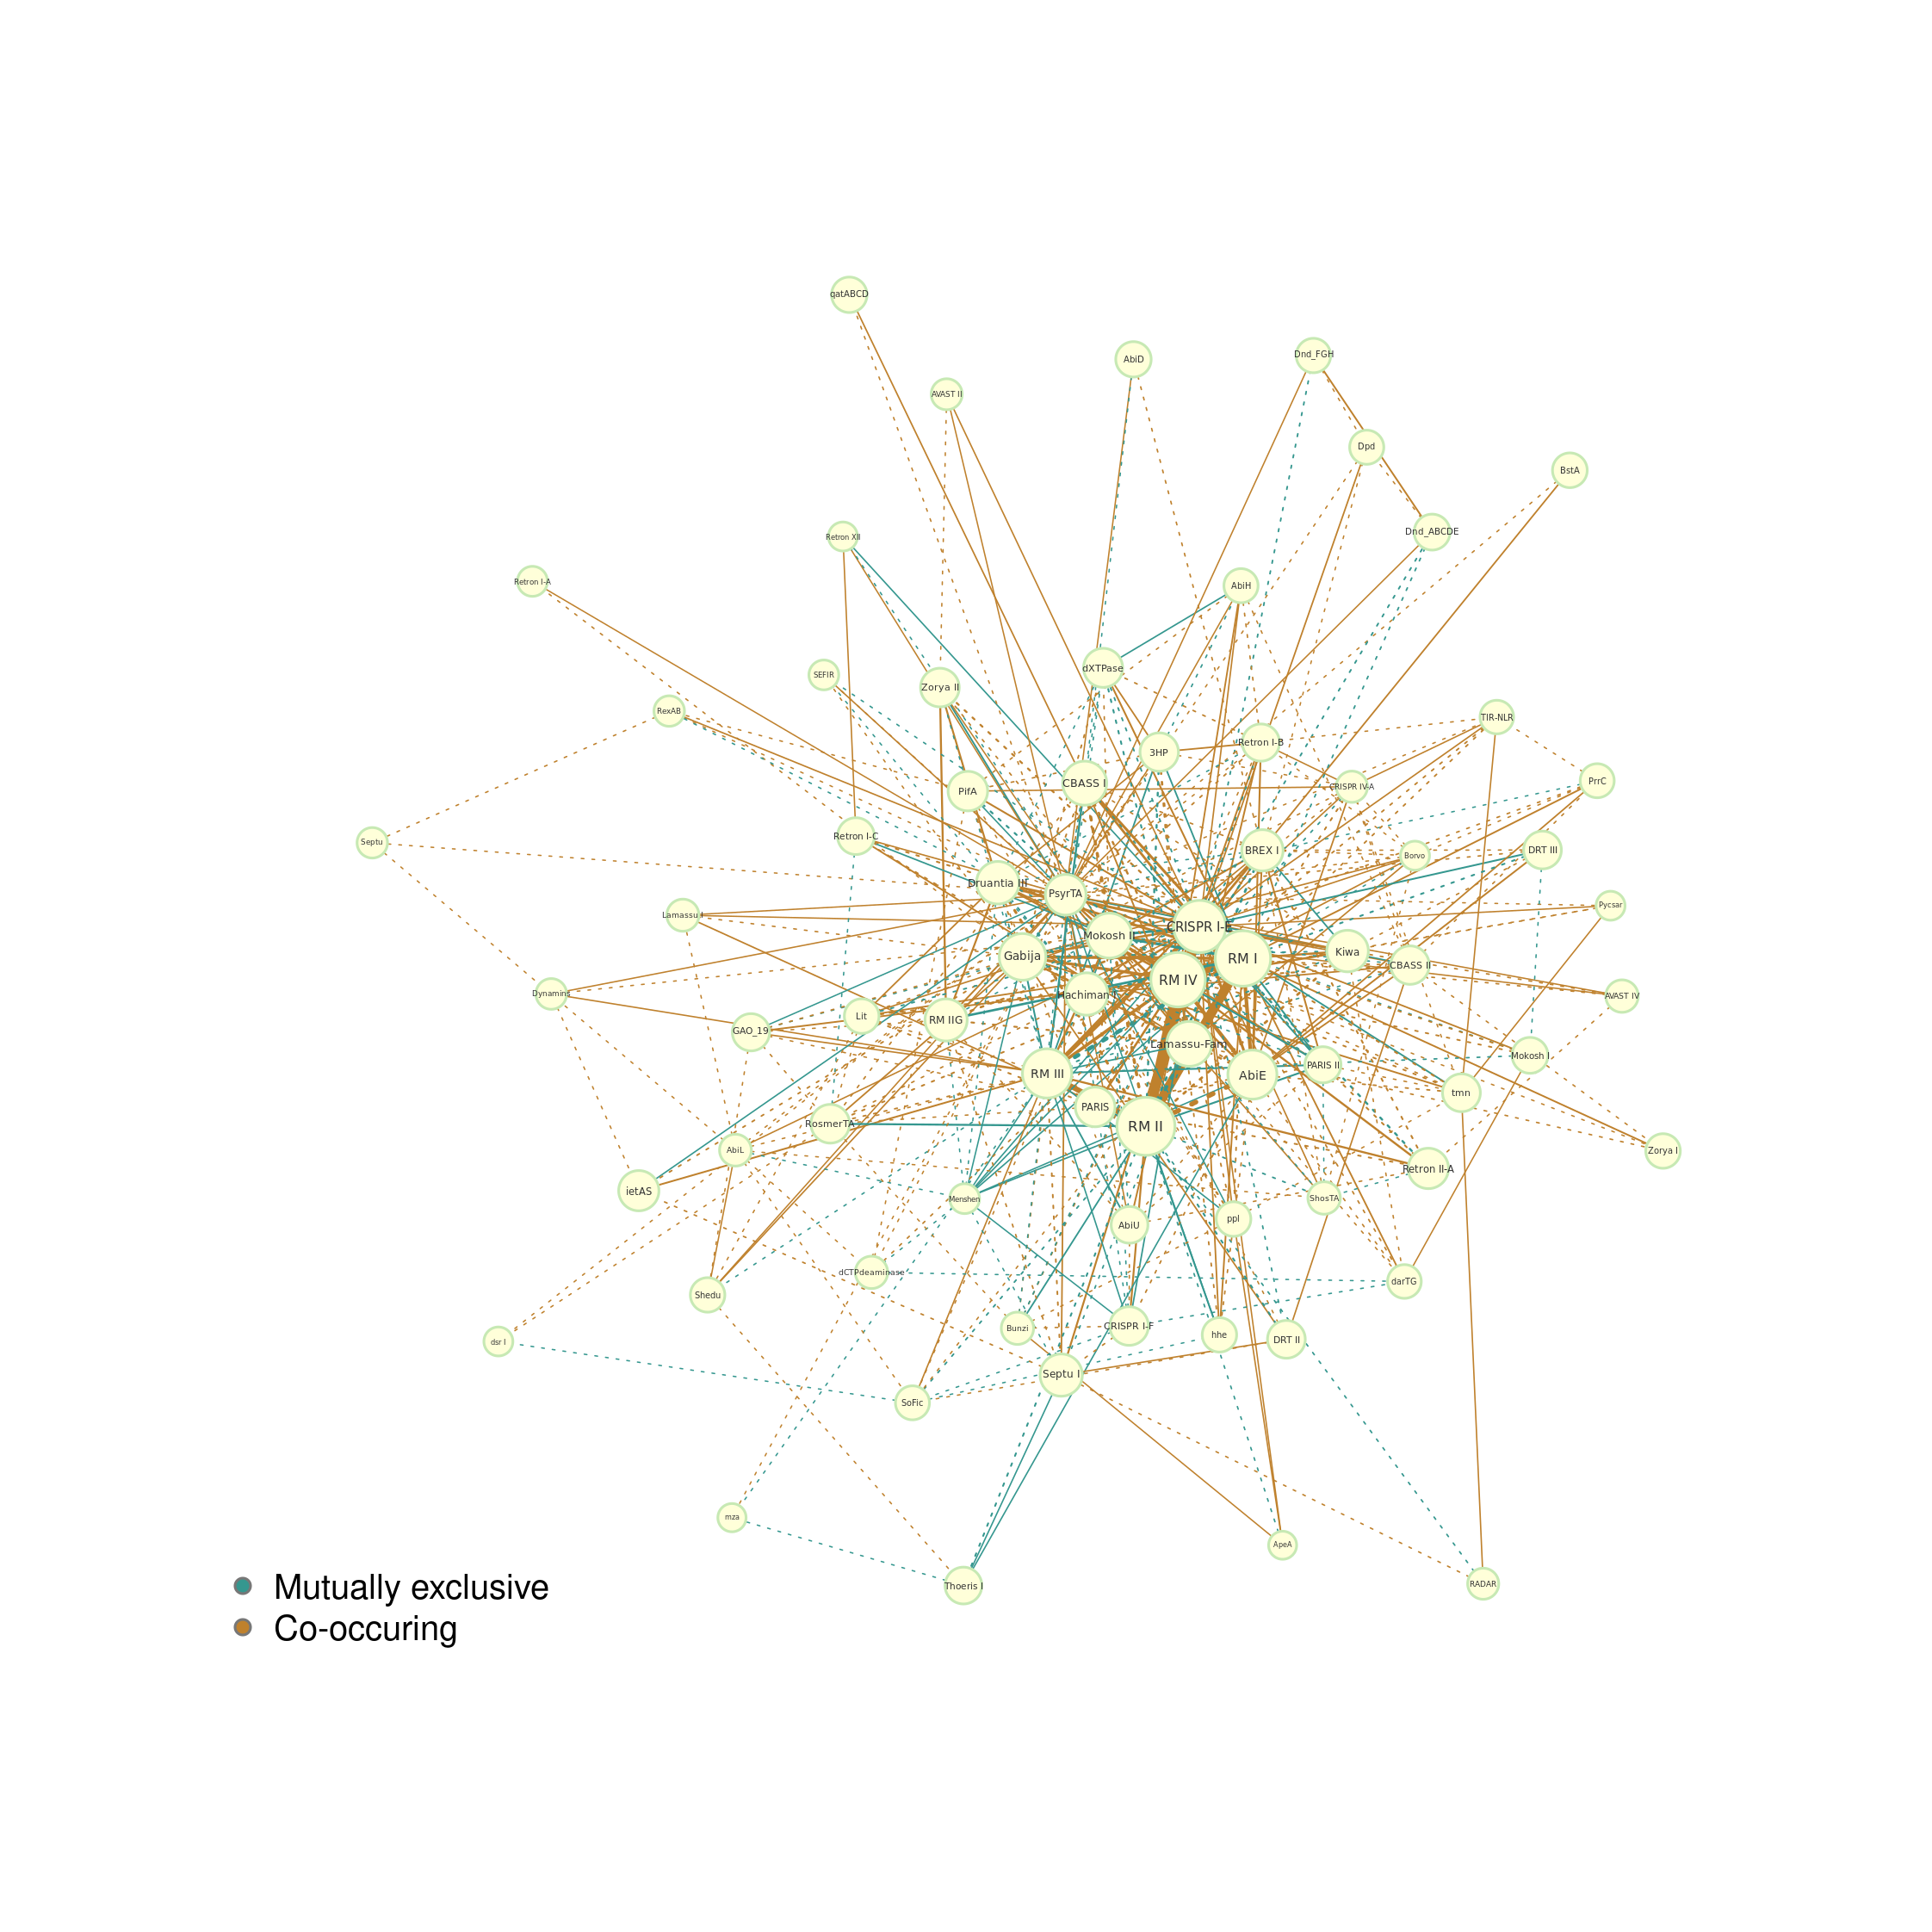 qatABCD
AbiD
Dnd_FGH
AVAST II
Dpd
BstA
Dnd_ABCDE
Retron XII
Retron I-A
AbiH
dXTPase
SEFIR
Zorya II
RexAB
TIR-NLR
3HP
Retron I-B
CBASS I
PifA
CRISPR IV-A
PrrC
Septu
Retron I-C
BREX I
Borvo
DRT III
Druantia III
PsyrTA
Lamassu I
Pycsar
CRISPR I-E
Mokosh II
Gabija
RM I
Kiwa
CBASS II
RM IV
Dynamins
Hachiman I
AVAST IV
Lit
RM IIG
GAO_19
Lamassu-Fam
Mokosh I
PARIS II
RM III
AbiE
tmn
PARIS
RosmerTA
RM II
AbiL
Zorya I
Retron II-A
ietAS
Menshen
ShosTA
AbiU
ppl
dCTPdeaminase
darTG
Shedu
Bunzi
CRISPR I-F
hhe
DRT II
dsr I
Septu I
SoFic
mza
ApeA
Thoeris I
RADAR
Mutually exclusive
Co-occuring